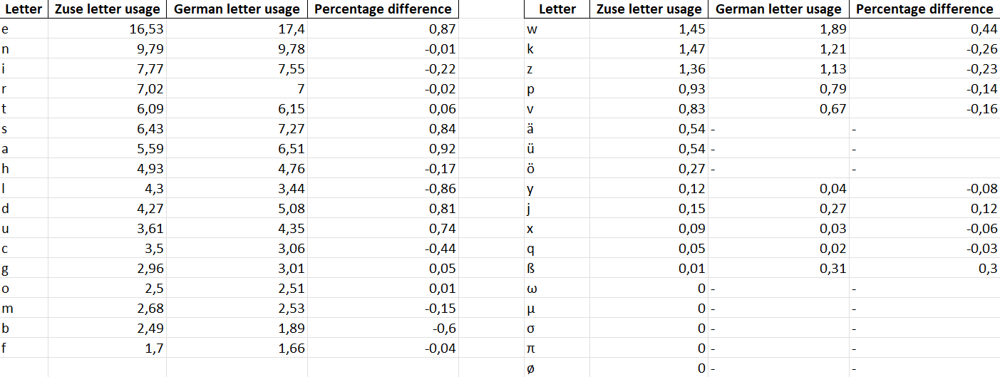 Letter Zuse letter usage German letter usage Percentage difference Letter Zuse letter usage German letter usage Percentage difference
e 16,53 17,4 0,87 w 1,45 1,89 0,44
n 9,79 9,78 -0,01 k 1,47 1,21 -0,26
i 7,77 7,55 -0,22 z 1,36 1,13 -0,23
r 7,02 7 -0,02 p 0,93 0,79 -0,14
t 6,09 6,15 0,06 v 0,83 0,67 -0,16
s 6,43 7,27 0,84 ä 0,54 - -
a 5,59 6,51 0,92 ü 0,54 - -
h 4,93 4,76 -0,17 ö 0,27 - -
l 4,3 3,44 -0,86 y 0,12 0,04 -0,08
d 4,27 5,08 0,81 j 0,15 0,27 0,12
u 3,61 4,35 0,74 x 0,09 0,03 -0,06
c 3,5 3,06 -0,44 q 0,05 0,02 -0,03
g 2,96 3,01 0,05 ß 0,01 0,31 0,3
o 2,5 2,51 0,01 ω 0 - -
m 2,68 2,53 -0,15 μ 0 - -
b 2,49 1,89 -0,6 σ 0 - -
f 1,7 1,66 -0,04 π 0 - -
ø 0 - -